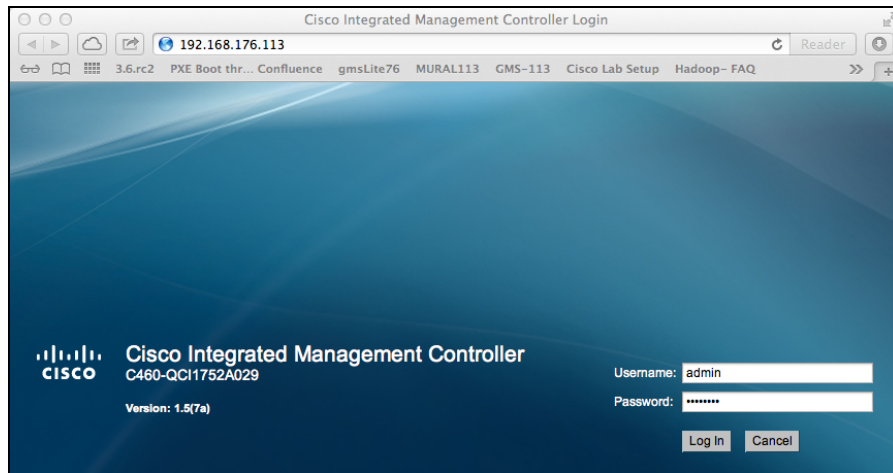 Cisco Integrated Management Controller Login
192.168.176.113
Reader
3.6.rc2 PXE Boot thr... Confluence gmsLite76 MURAL113 GMS-113 Cisco Lab Setup Hadoop- FAQ >>
Cisco Integrated Management Controller
CISCO
C460-QCI1752A029
Version: 1.5(7a)
Username: admin
Password: ••••••••
Log In Cancel